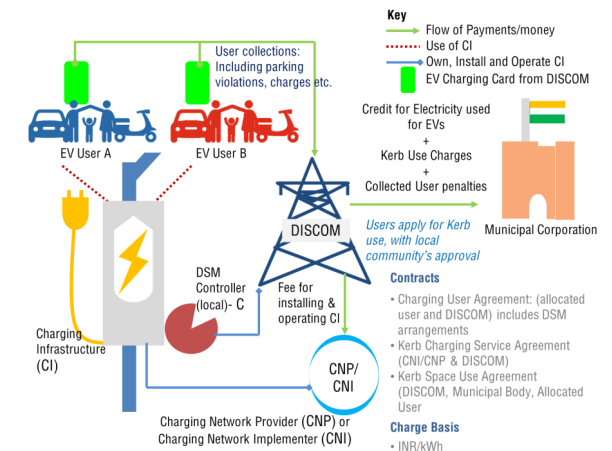 Key
Flow of Payments/money
Use of CI
Own, Install and Operate CI
EV Charging Card from DISCOM
User collections:
Including parking
violations, charges etc.
EV User A
EV User B
Credit for Electricity used
for EVs
+
Kerb Use Charges
+
Collected User penalties
Municipal Corporation
DISCOM
Users apply for Kerb
use, with local
community's approval
DSM
Controller
(local)- C
Fee for
installing &
operating CI
Charging
Infrastructure
(CI)
CNP/
CNI
Charging Network Provider (CNP) or
Charging Network Implementer (CNI)
Contracts
• Charging User Agreement: (allocated
user and DISCOM) includes DSM
arrangements
• Kerb Charging Service Agreement
(CNI/CNP & DISCOM)
• Kerb Space Use Agreement
(DISCOM, Municipal Body, Allocated
User
Charge Basis
• INR/kWh